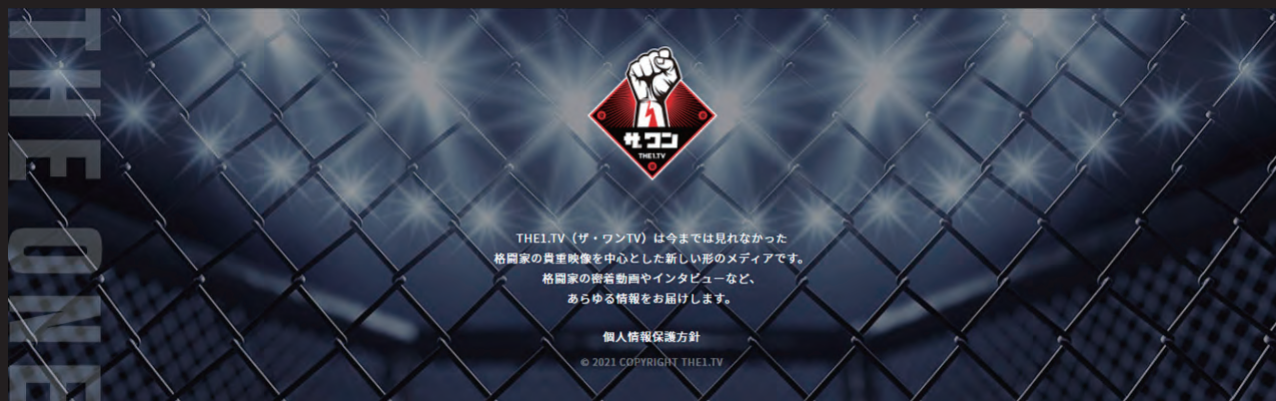 THE ONE
ザ・ワン
THE1.TV
THE1.TV（ザ・ワンTV）は今までは見れなかった
格闘家の貴重映像を中心とした新しい形のメディアです。
格闘家の密着動画やインタビューなど、
あらゆる情報をお届けします。
個人情報保護方針
© 2021 COPYRIGHT THE1.TV